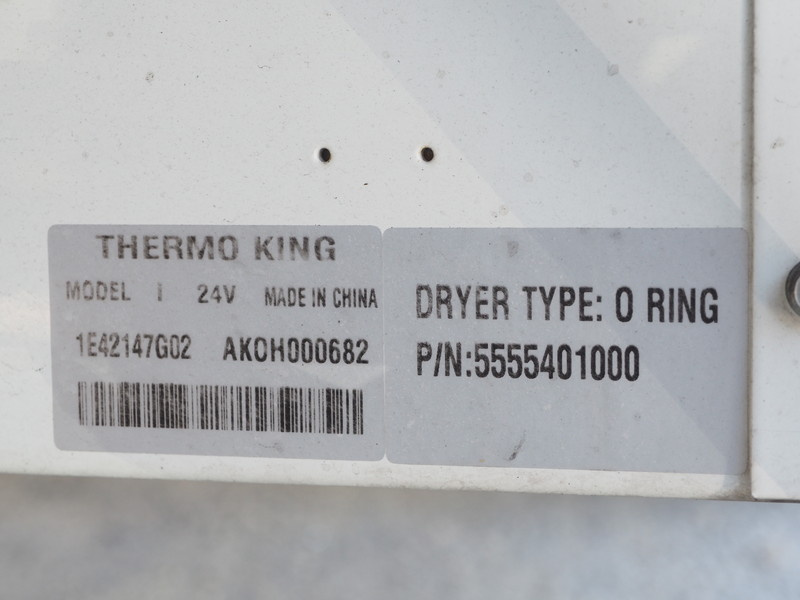 THERMO KING
MODEL I 24V MADE IN CHINA
1E42147G02 AKOH000682
DRYER TYPE: O RING
P/N:5555401000